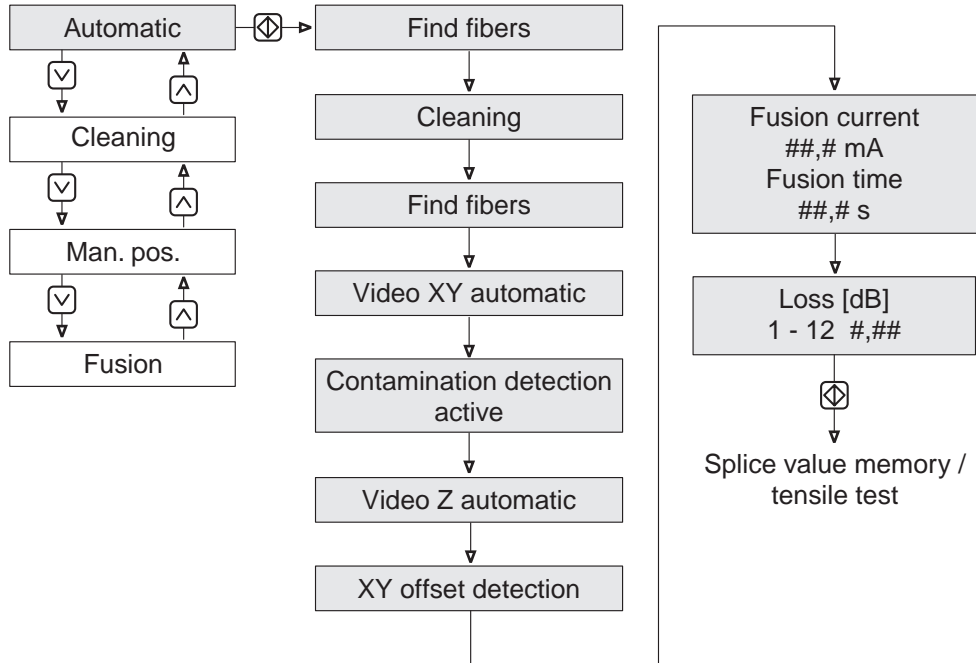 Automatic
Cleaning
Man. pos.
Fusion
Find fibers
Cleaning
Find fibers
Video XY automatic
Contamination detection
active
Video Z automatic
XY offset detection
Fusion current
##,# mA
Fusion time
##,# s
Loss [dB]
1 - 12 #,##
Splice value memory /
tensile test